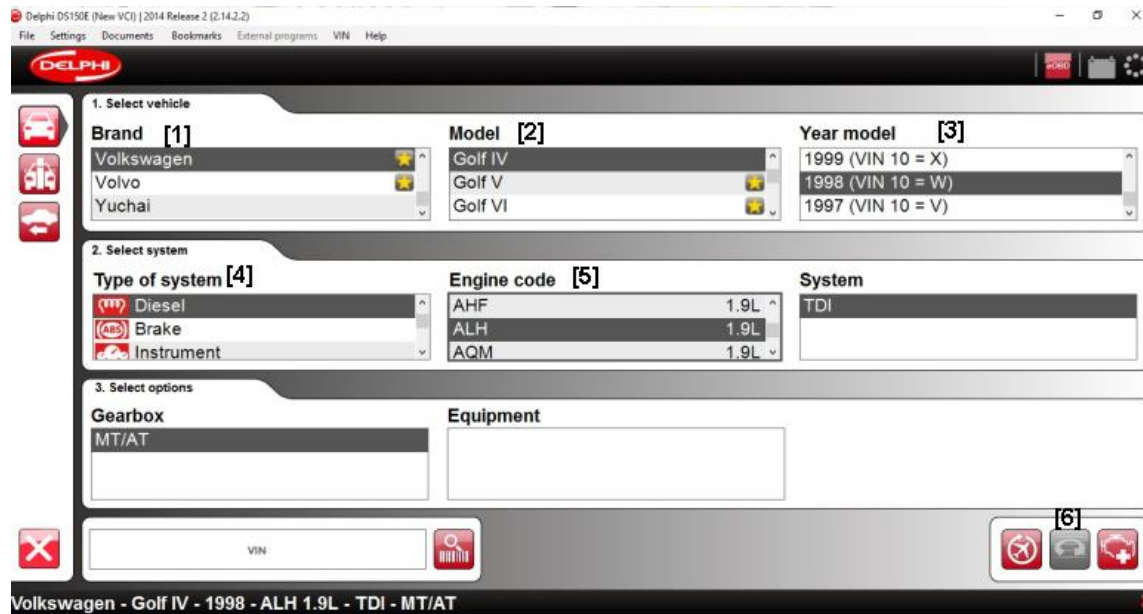 Delphi DS150E (New VCI) | 2014 Release 2 (2.14.2.2)
File Settings Documents Bookmarks External programs VIN Help
DELPHI
eOBD
1. Select vehicle
Brand [1] Model [2] Year model [3]
Volkswagen Golf IV 1999 (VIN 10 = X)
Volvo Golf V 1998 (VIN 10 = W)
Yuchai Golf VI 1997 (VIN 10 = V)
2. Select system
Type of system [4] Engine code [5] System
Diesel AHF 1.9L TDI
ABS Brake ALH 1.9L
Instrument AQM 1.9L
3. Select options
Gearbox Equipment
MT/AT
[6]
VIN
Volkswagen - Golf IV - 1998 - ALH 1.9L - TDI - MT/AT